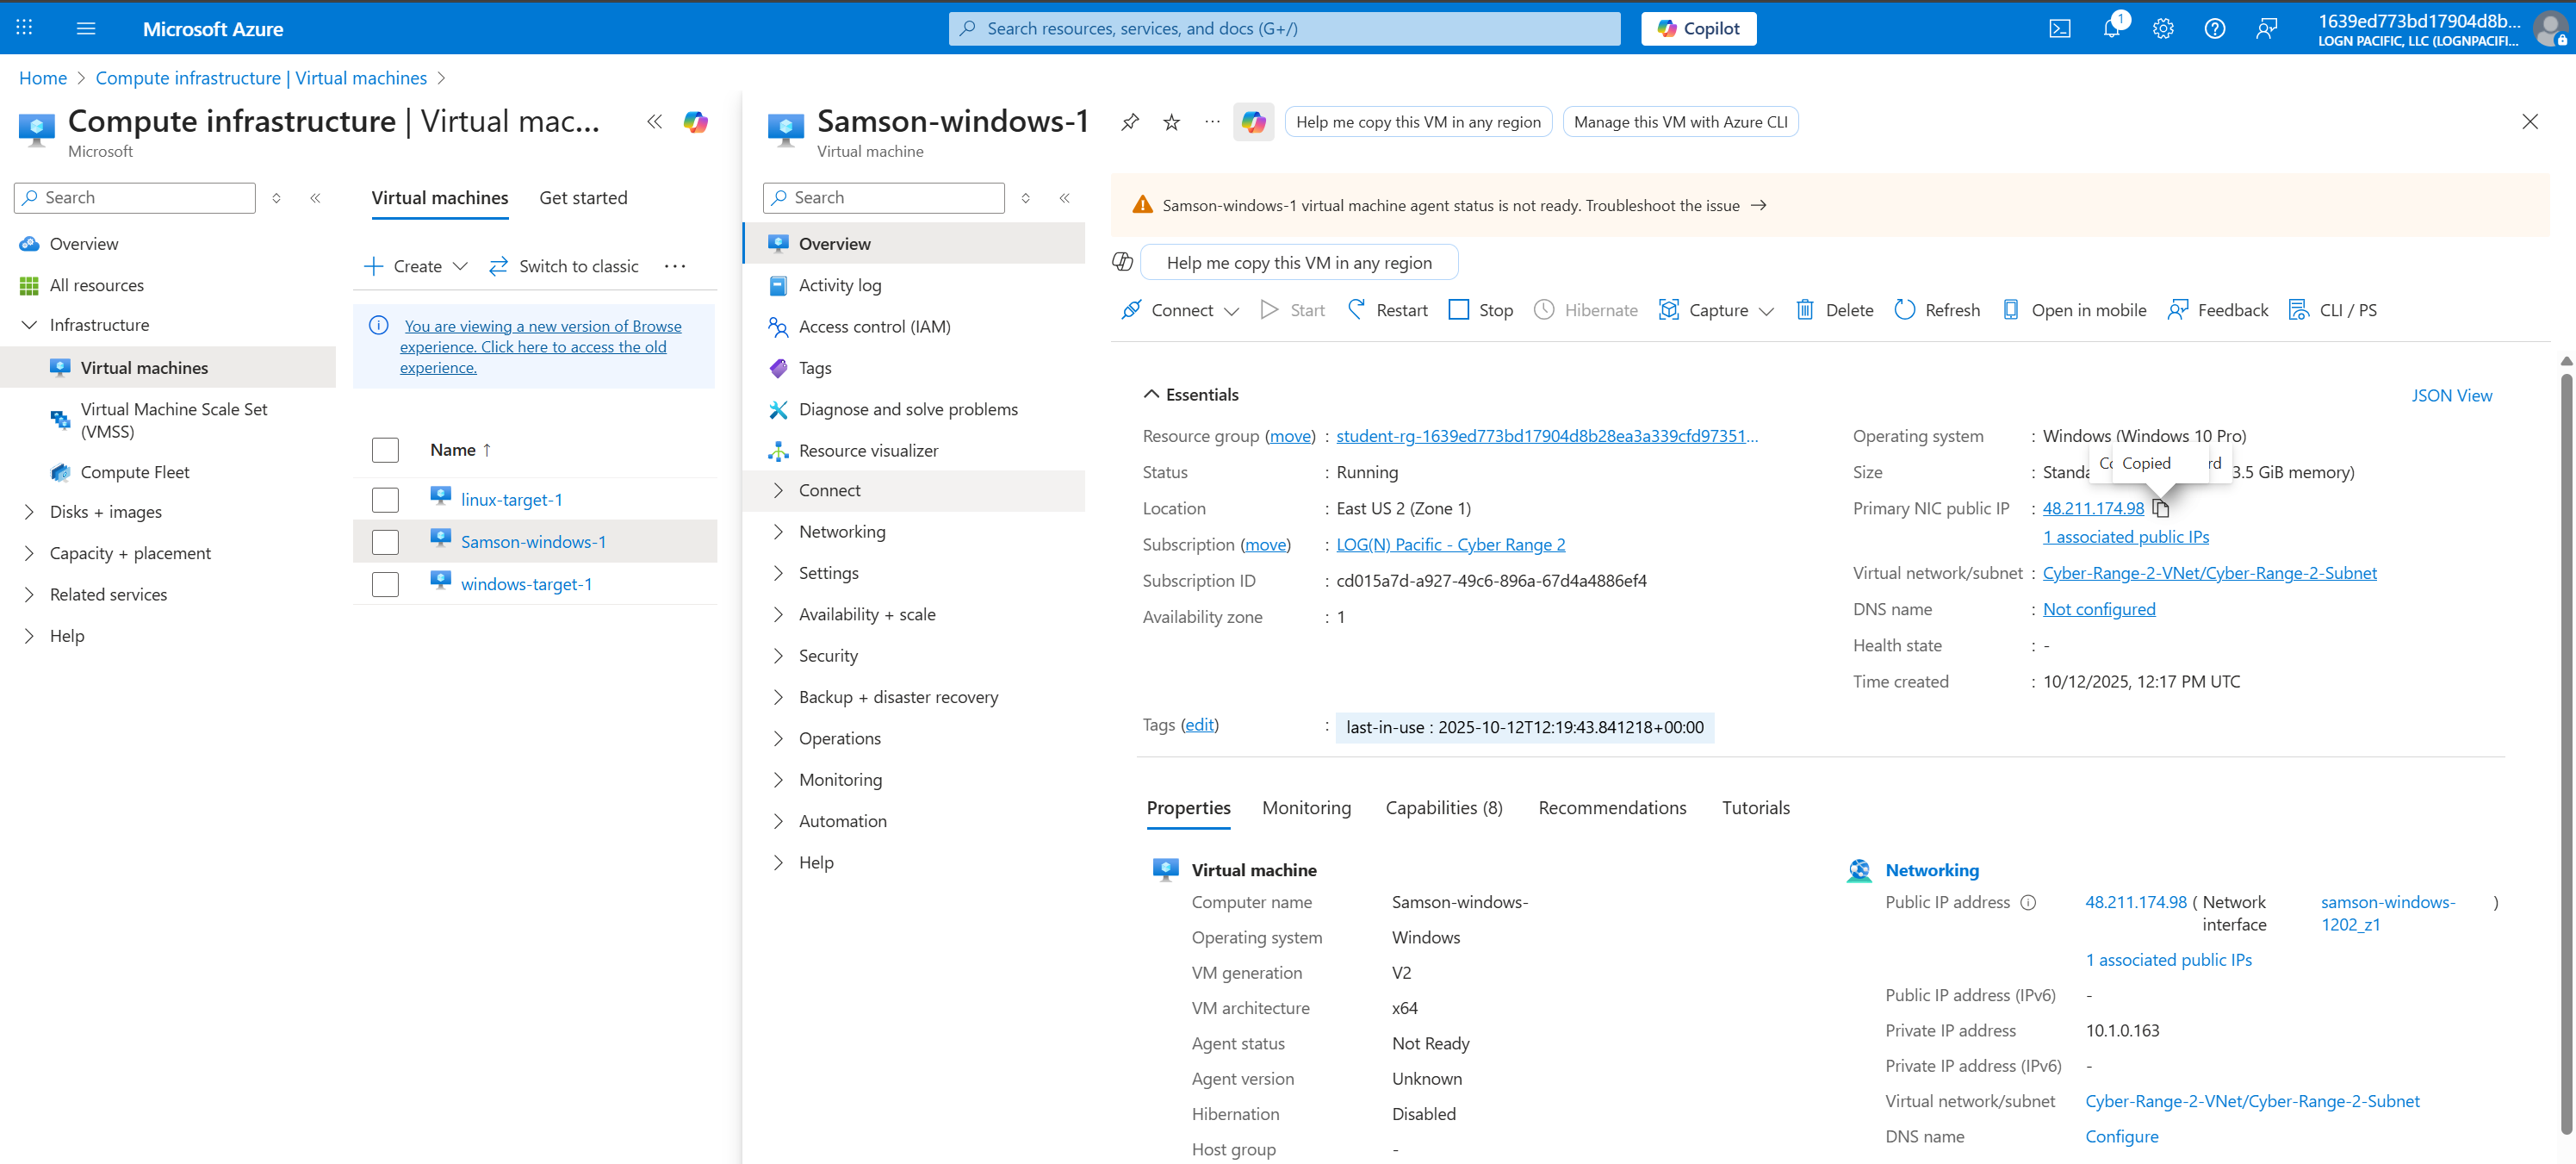 Microsoft Azure
Search resources, services, and docs (G+/)
Copilot
1
1639ed773bd17904d8b...
LOGN PACIFIC, LLC (LOGNPACIFI...
Home > Compute infrastructure | Virtual machines >
Compute infrastructure | Virtual mac...
Microsoft
Search
Overview
All resources
Infrastructure
Virtual machines
Virtual Machine Scale Set
(VMSS)
Compute Fleet
Disks + images
Capacity + placement
Related services
Help
Virtual machines
Get started
Create
Switch to classic
You are viewing a new version of Browse
experience. Click here to access the old
experience.
Name ↑
linux-target-1
Samson-windows-1
windows-target-1
Samson-windows-1
Virtual machine
Help me copy this VM in any region
Manage this VM with Azure CLI
Search
Overview
Activity log
Access control (IAM)
Tags
Diagnose and solve problems
Resource visualizer
Connect
Networking
Settings
Availability + scale
Security
Backup + disaster recovery
Operations
Monitoring
Automation
Help
Samson-windows-1 virtual machine agent status is not ready. Troubleshoot the issue →
Help me copy this VM in any region
Connect
Start
Restart
Stop
Hibernate
Capture
Delete
Refresh
Open in mobile
Feedback
CLI / PS
Essentials
JSON View
Resource group (move) : student-rg-1639ed773bd17904d8b28ea3a339cfd97351...
Status : Running
Location : East US 2 (Zone 1)
Subscription (move) : LOG(N) Pacific - Cyber Range 2
Subscription ID : cd015a7d-a927-49c6-896a-67d4a4886ef4
Availability zone : 1
Operating system : Windows (Windows 10 Pro)
Copied
Size : 3.5 GiB memory)
Primary NIC public IP : 48.211.174.98
1 associated public IPs
Virtual network/subnet : Cyber-Range-2-VNet/Cyber-Range-2-Subnet
DNS name : Not configured
Health state : -
Time created : 10/12/2025, 12:17 PM UTC
Tags (edit) : last-in-use : 2025-10-12T12:19:43.841218+00:00
Properties
Monitoring
Capabilities (8)
Recommendations
Tutorials
Virtual machine
Computer name Samson-windows-
Operating system Windows
VM generation V2
VM architecture x64
Agent status Not Ready
Agent version Unknown
Hibernation Disabled
Host group -
Networking
Public IP address 48.211.174.98 ( Network interface samson-windows-1202_z1 )
1 associated public IPs
Public IP address (IPv6) -
Private IP address 10.1.0.163
Private IP address (IPv6) -
Virtual network/subnet Cyber-Range-2-VNet/Cyber-Range-2-Subnet
DNS name Configure